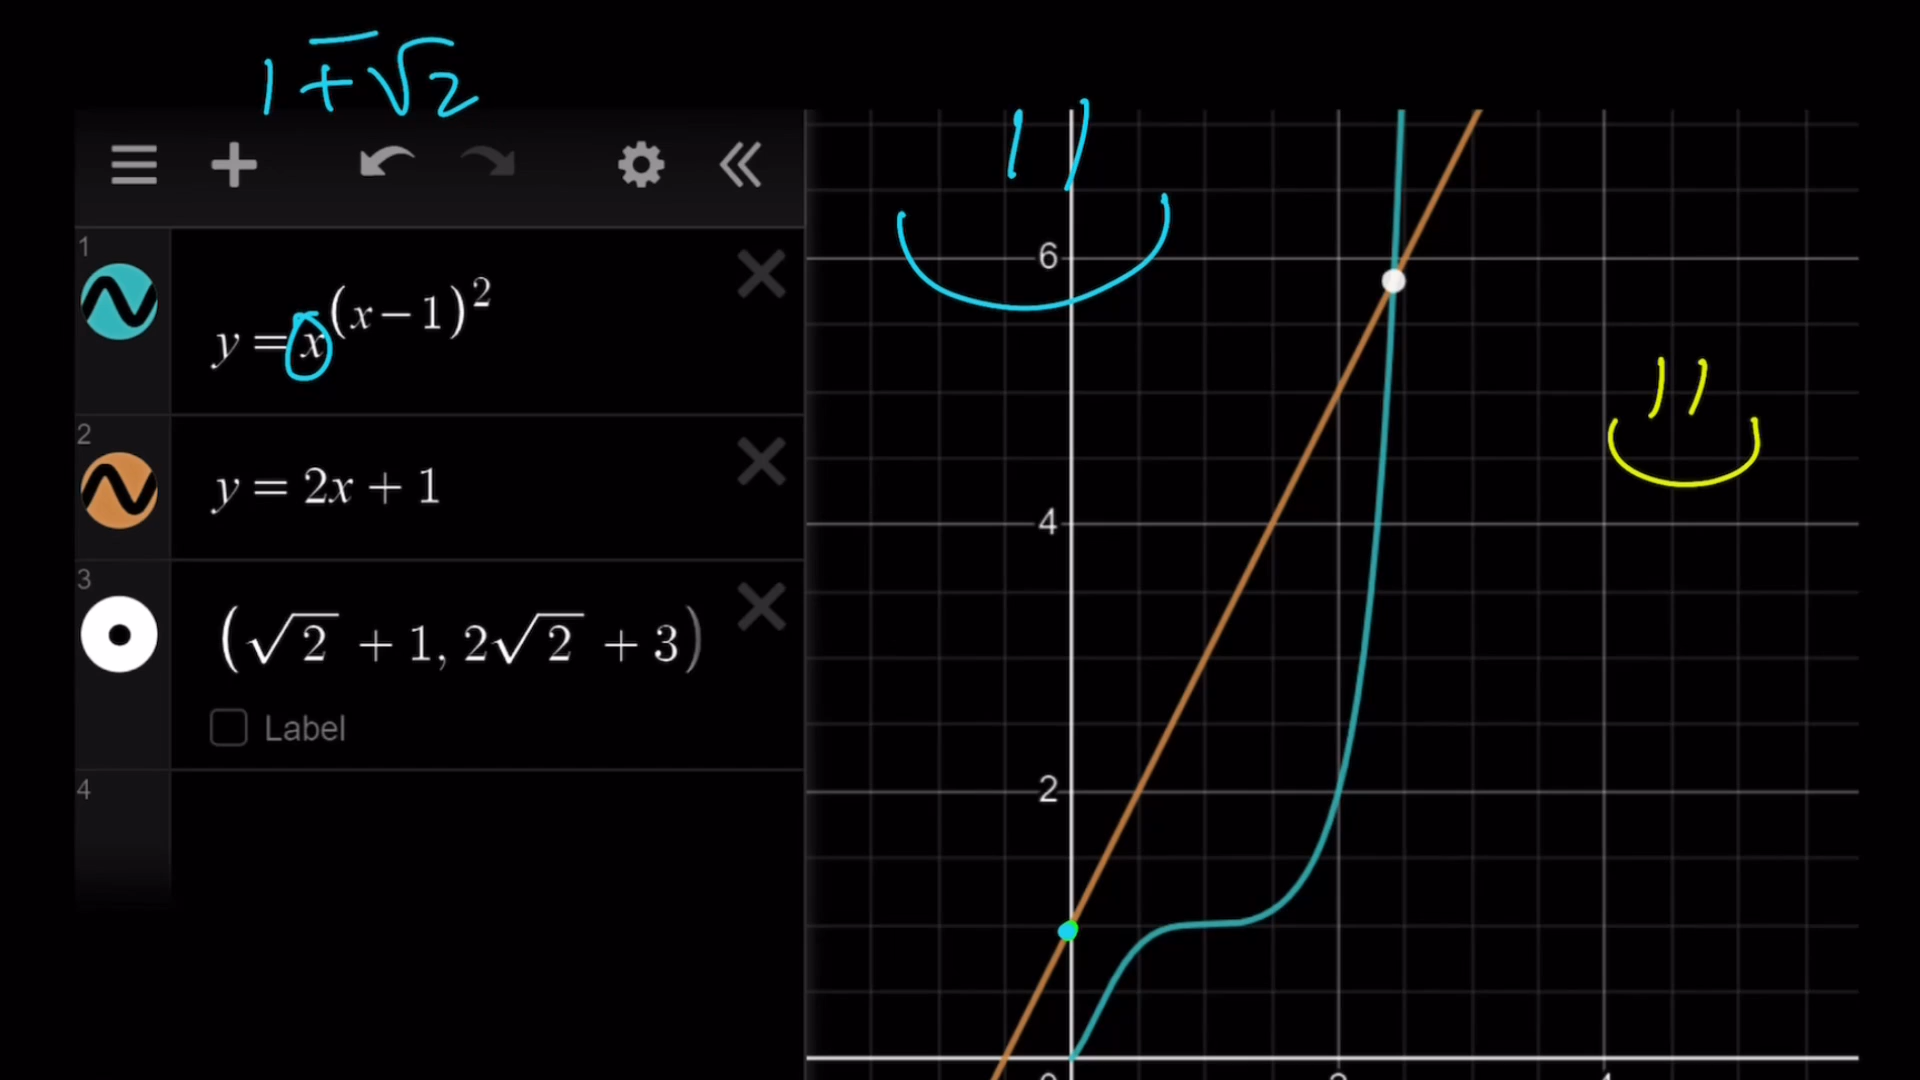 1 + √2
1
y = x^(x−1)^2
2
y = 2x + 1
3
(√2 + 1, 2√2 + 3)
Label
4
6
4
2